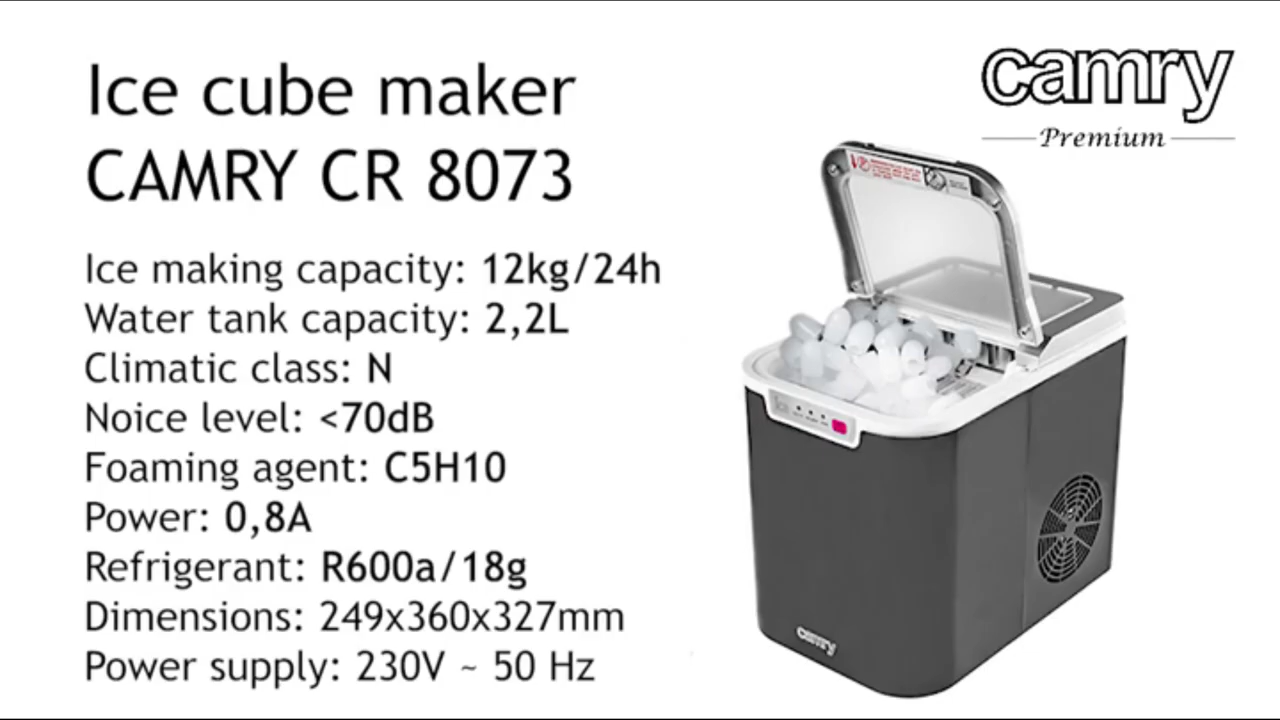 Ice cube maker
CAMRY CR 8073
camry
Premium
Ice making capacity: 12kg/24h
Water tank capacity: 2,2L
Climatic class: N
Noice level: <70dB
Foaming agent: C5H10
Power: 0,8A
Refrigerant: R600a/18g
Dimensions: 249x360x327mm
Power supply: 230V ~ 50 Hz
camry